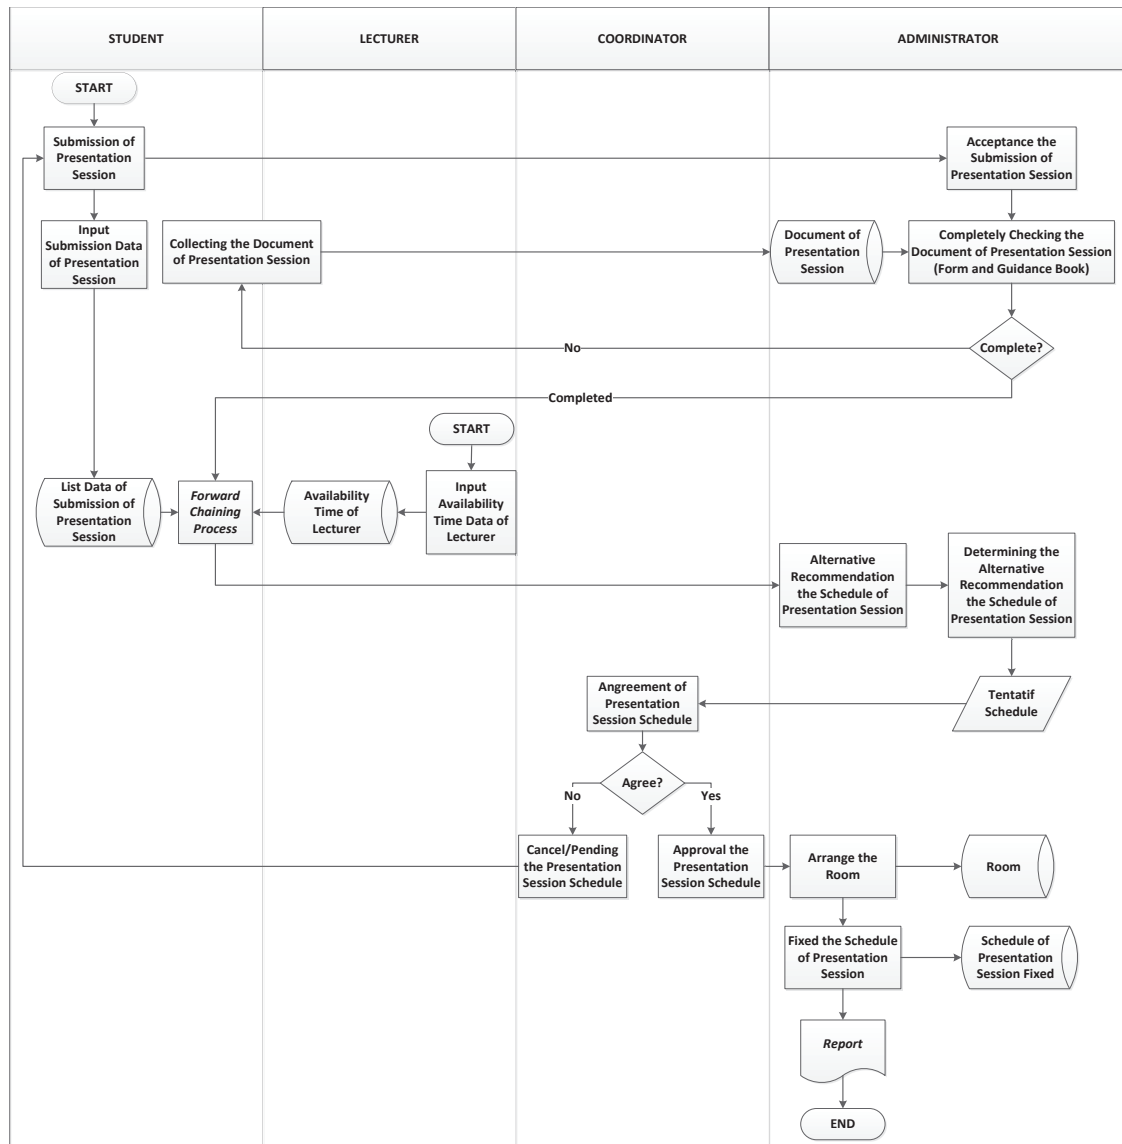 STUDENT
LECTURER
COORDINATOR
ADMINISTRATOR
START
Submission of
Presentation
Session
Acceptance the
Submission of
Presentation Session
Input
Submission Data
of Presentation
Session
Collecting the Document
of Presentation Session
Document of
Presentation
Session
Completely Checking the
Document of Presentation Session
(Form and Guidance Book)
No
Complete?
Completed
START
List Data of
Submission of
Presentation
Session
Forward
Chaining
Process
Availability
Time of
Lecturer
Input
Availability
Time Data of
Lecturer
Alternative
Recommendation
the Schedule of
Presentation Session
Determining the
Alternative
Recommendation
the Schedule of
Presentation Session
Angreement of
Presentation
Session Schedule
Tentatif
Schedule
Agree?
No
Yes
Cancel/Pending
the Presentation
Session Schedule
Approval the
Presentation
Session Schedule
Arrange the
Room
Room
Fixed the Schedule
of Presentation
Session
Schedule of
Presentation
Session Fixed
Report
END